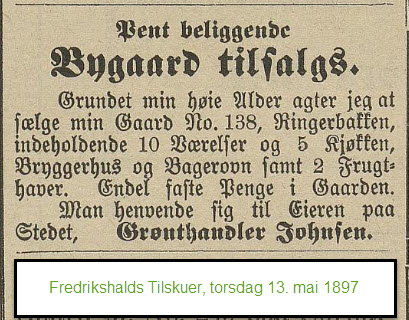 Pent beliggende
Bygaard tilsalgs.
Grundet min høie Alder agter jeg at
sælge min Gaard No. 138, Ringerbakken,
indeholdende 10 Værelser og 5 Kjøkken,
Bryggerhus og Bagerovn samt 2 Frugt-
haver. Endel faste Penge i Gaarden.
Man henvende sig til Eieren paa
Stedet, Grønthandler Johnsen.
Fredrikshalds Tilskuer, torsdag 13. mai 1897